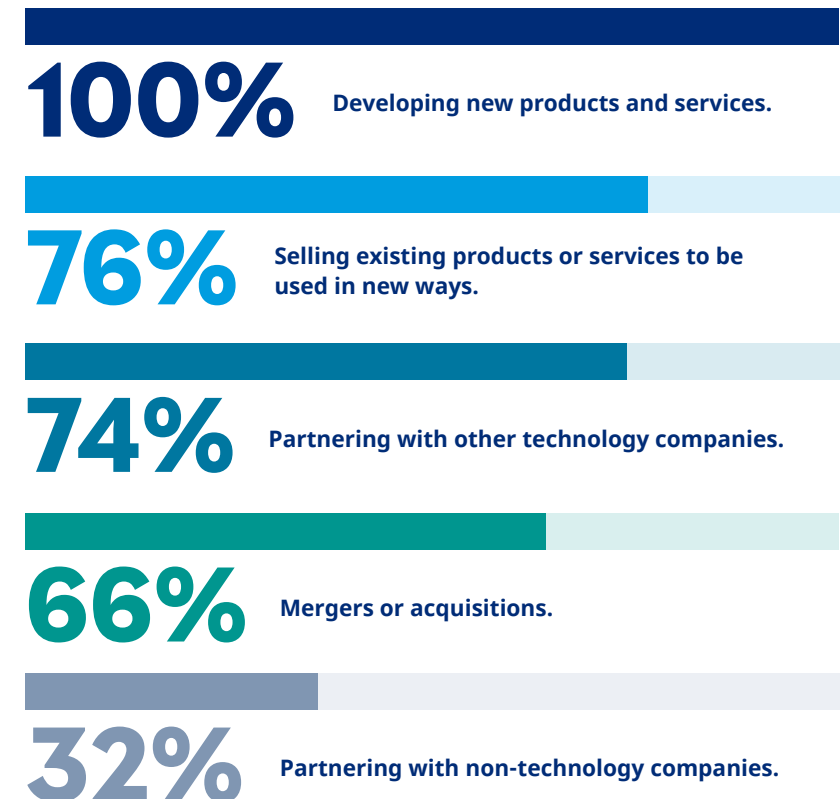 100% Developing new products and services.
76% Selling existing products or services to be
used in new ways.
74% Partnering with other technology companies.
66% Mergers or acquisitions.
32% Partnering with non-technology companies.